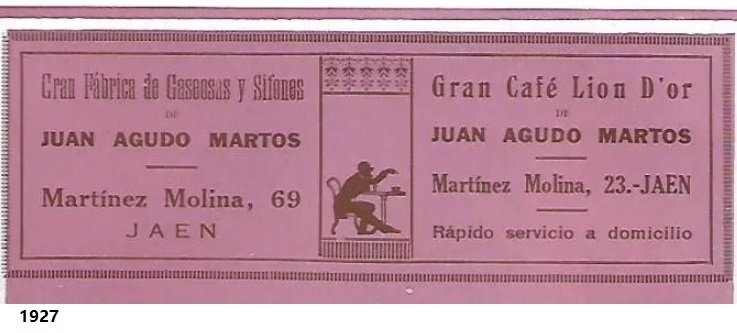 Gran Fábrica de Gaseosas y Sifones
DE
JUAN AGUDO MARTOS
Martínez Molina, 69
JAEN
Gran Café Lion D'or
DE
JUAN AGUDO MARTOS
Martínez Molina, 23.-JAEN
Rápido servicio a domicilio
1927